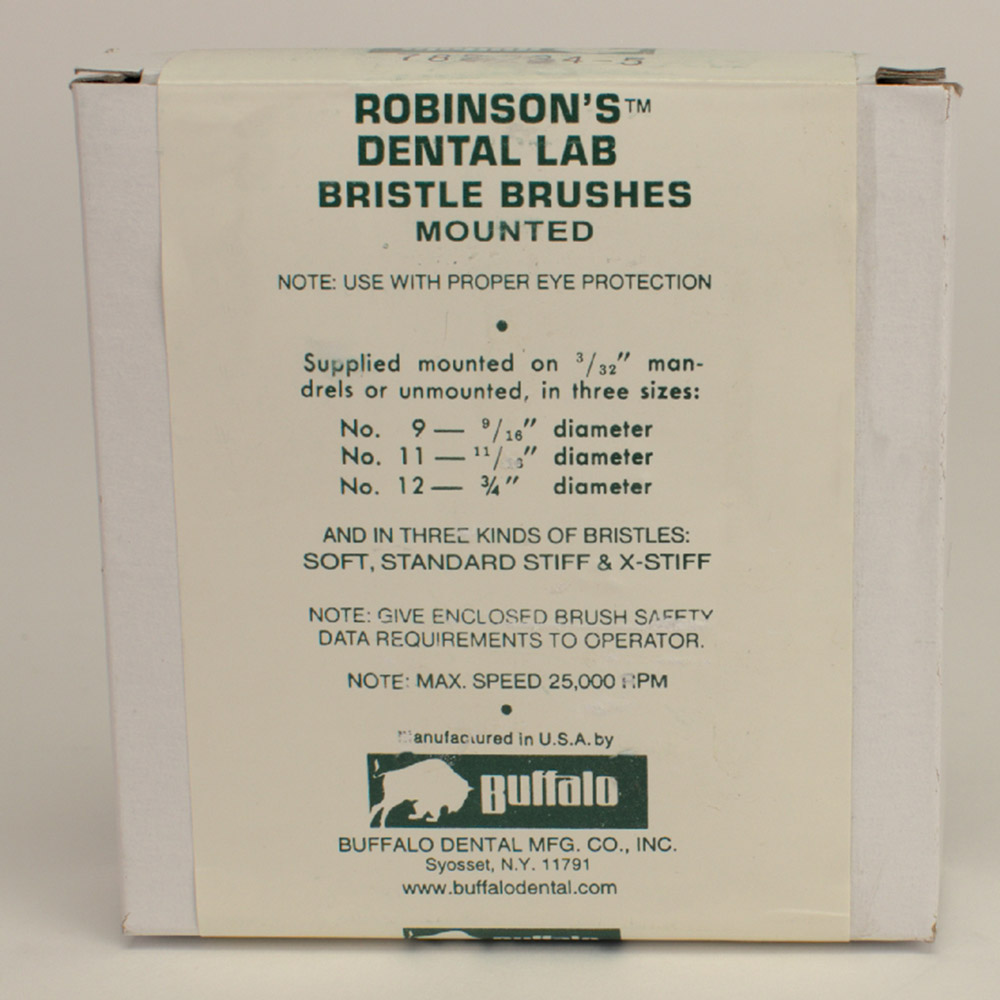 ROBINSON'S™
DENTAL LAB
BRISTLE BRUSHES
MOUNTED
NOTE: USE WITH PROPER EYE PROTECTION
•
Supplied mounted on 3/32" man-
drels or unmounted, in three sizes:
No. 9 — 9/16" diameter
No. 11 — 11/16" diameter
No. 12 — 3/4" diameter
AND IN THREE KINDS OF BRISTLES:
SOFT, STANDARD STIFF & X-STIFF
NOTE: GIVE ENCLOSED BRUSH SAFETY
DATA REQUIREMENTS TO OPERATOR.
NOTE: MAX. SPEED 25,000 RPM
•
Manufactured in U.S.A. by
Buffalo
BUFFALO DENTAL MFG. CO., INC.
Syosset, N.Y. 11791
www.buffalodental.com